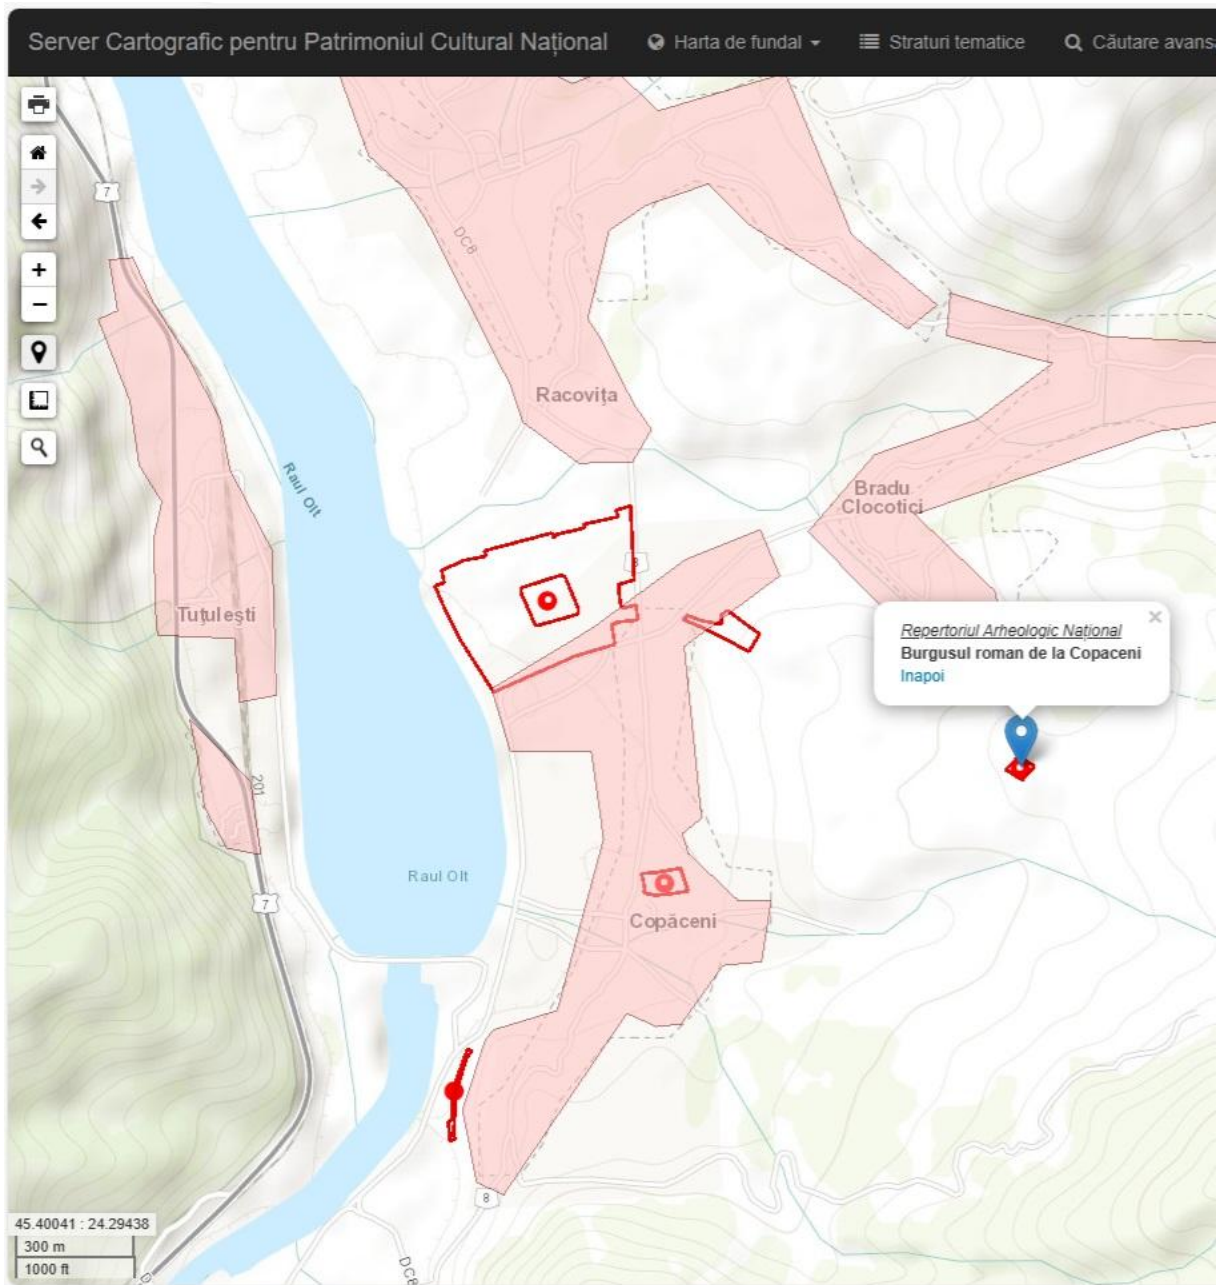 Server Cartografic pentru Patrimoniul Cultural Național
Harta de fundal
Straturi tematice
Căutare avansa
7
DC8
Racovița
Raul Olt
Bradu
Clocotici
8
Tuțulești
Repertoriul Arheologic Național
×
Burgusul roman de la Copaceni
Inapoi
201
Raul Olt
7
Copăceni
8
45.40041 : 24.29438
300 m
1000 ft
DC8